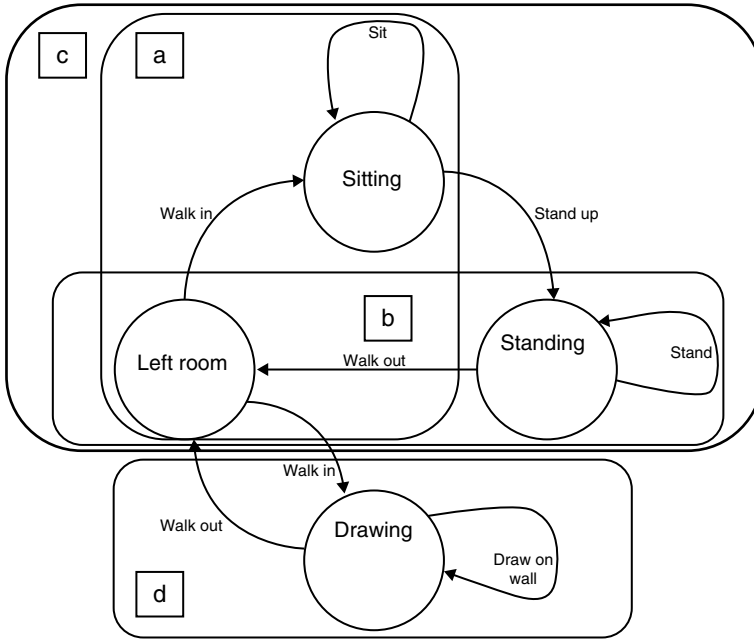 c
a
Sit
Sitting
Walk in
Stand up
b
Left room
Standing
Walk out
Stand
Walk in
Walk out
Drawing
Draw on
wall
d